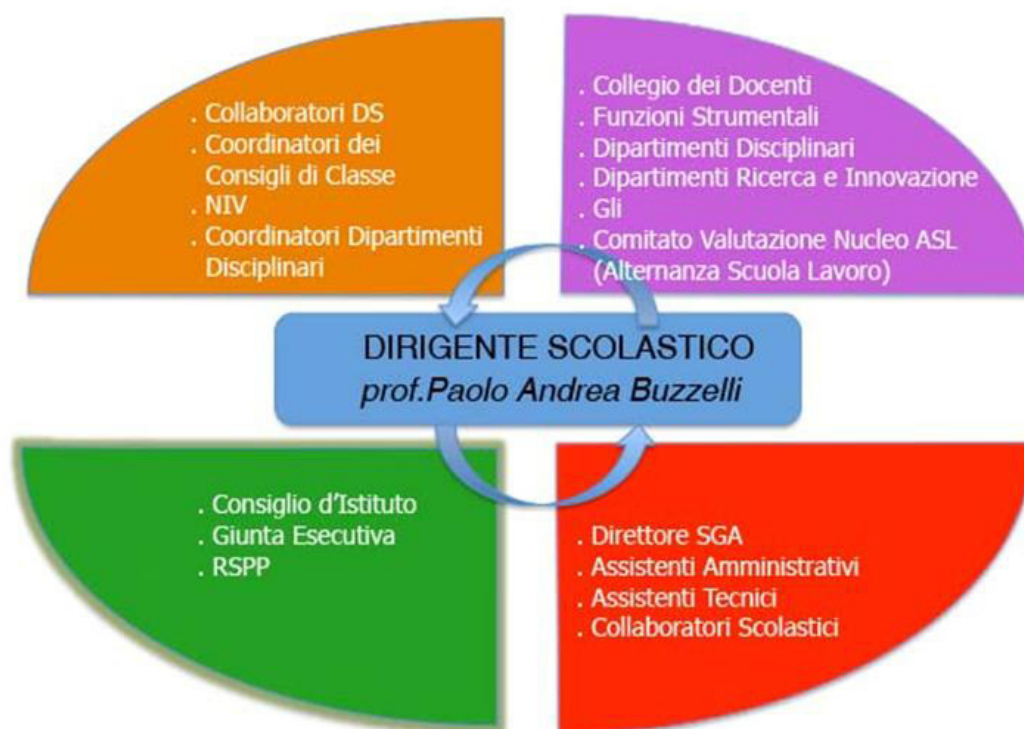 . Collaboratori DS
. Coordinatori dei
Consigli di Classe
. NIV
. Coordinatori Dipartimenti
Disciplinari
. Collegio dei Docenti
. Funzioni Strumentali
. Dipartimenti Disciplinari
. Dipartimenti Ricerca e Innovazione
. Gli
. Comitato Valutazione Nucleo ASL
(Alternanza Scuola Lavoro)
DIRIGENTE SCOLASTICO
prof.Paolo Andrea Buzzelli
. Consiglio d'Istituto
. Giunta Esecutiva
. RSPP
. Direttore SGA
. Assistenti Amministrativi
. Assistenti Tecnici
. Collaboratori Scolastici